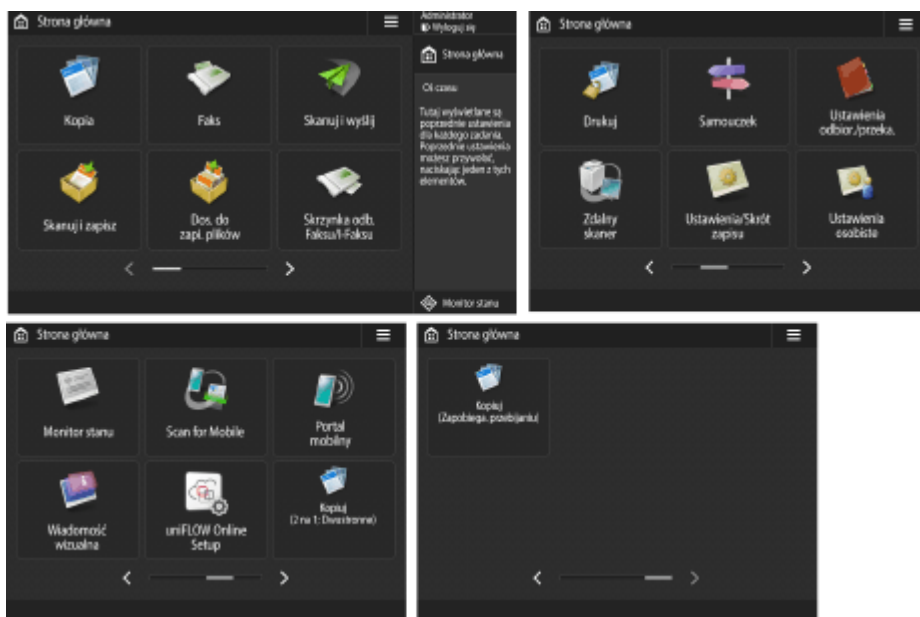 Strona główna
Administrator
Wyloguj się
Kopia
Faks
Skanuj i wyślij
Skanuj i zapisz
Dos. do
zapi. plików
Skrzynka odb.
Faksu/I-Faksu
Strona główna
Oś czasu
Tutaj wyświetlane są
poprzednie ustawienia
dla każdego zadania.
Poprzednie ustawienia
możesz przywołać,
naciskając jeden z tych
elementów.
Monitor stanu
Strona główna
Drukuj
Samouczek
Ustawienia
odbior./przeka.
Zdalny
skaner
Ustawienia/Skrót
zapisu
Ustawienia
osobiste
Strona główna
Monitor stanu
Scan for Mobile
Portal
mobilny
Wiadomość
wizualna
uniFLOW Online
Setup
Kopiuj
(2 na 1: Dwustronne)
Strona główna
Kopiuj
(Zapobiega. przebijaniu)